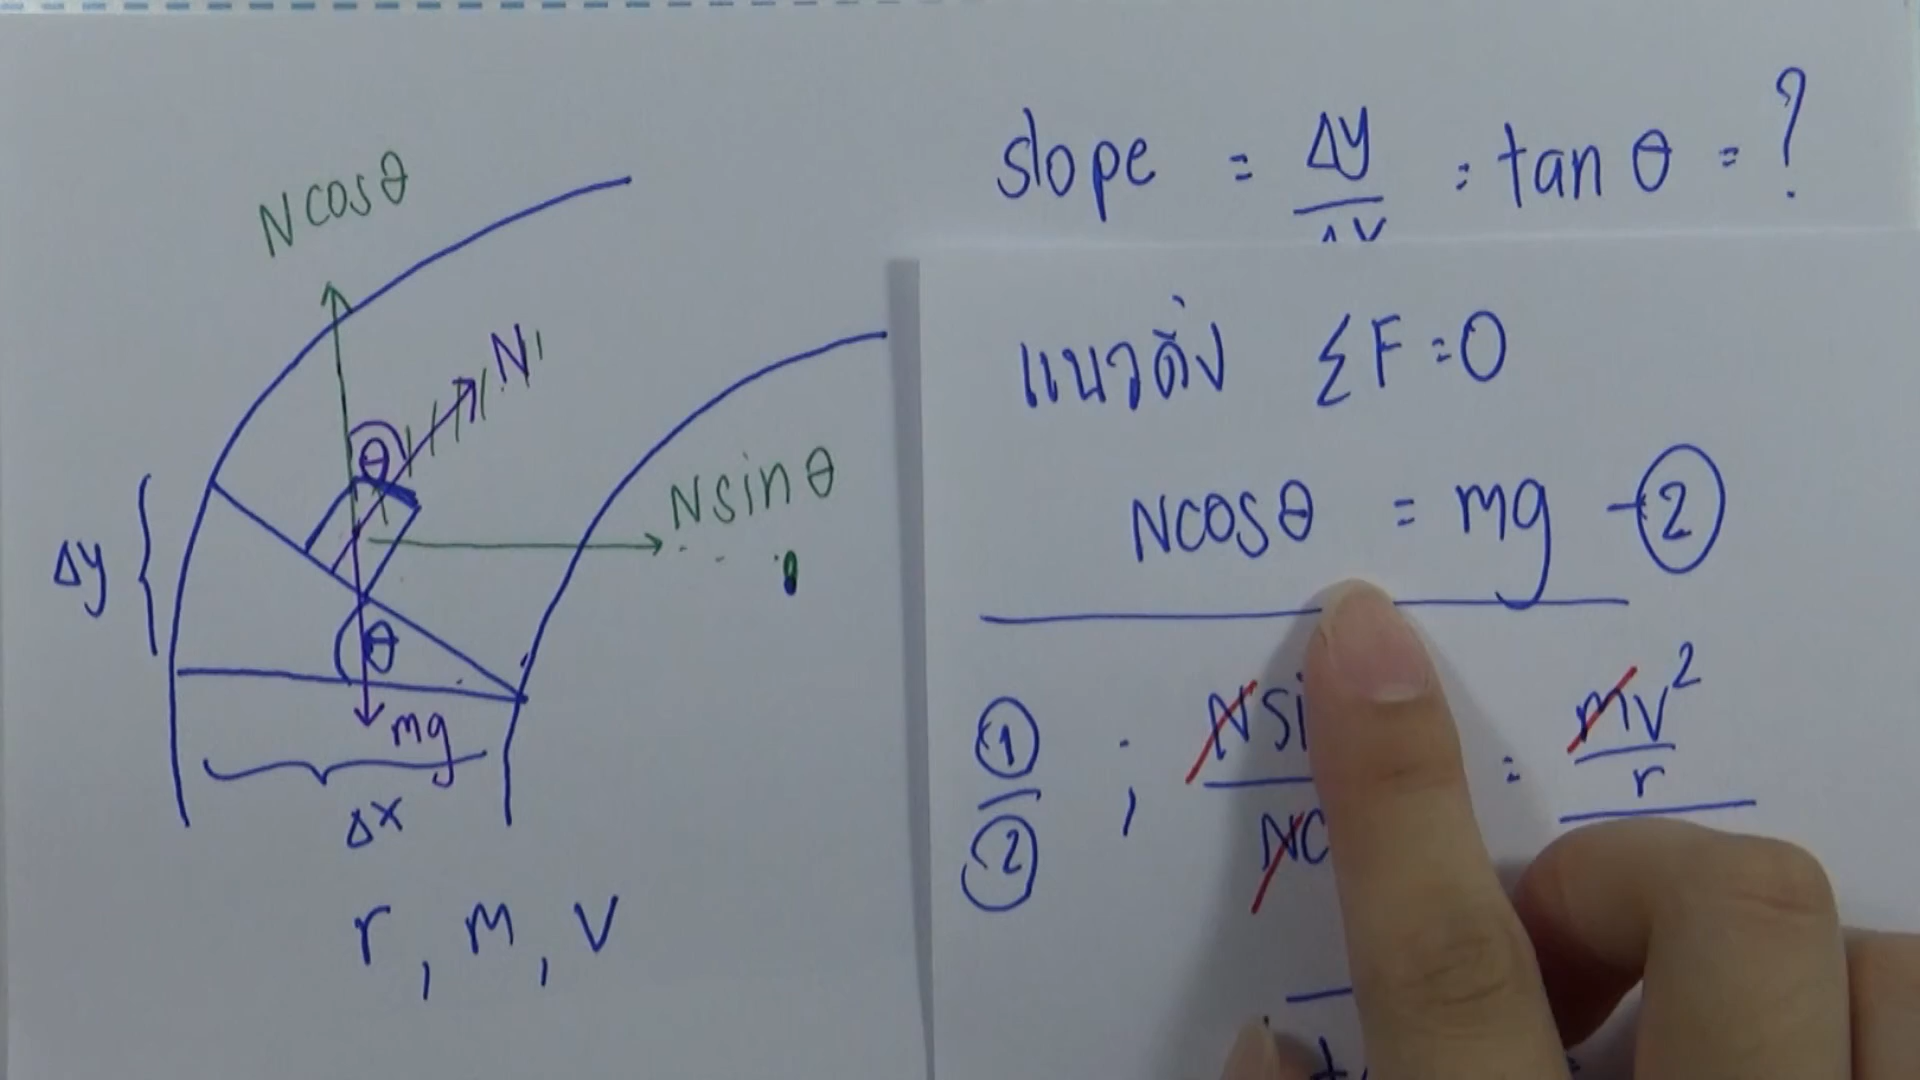 slope = Δy = tan θ = ?
N cos θ
แนวดิ่ง ΣF = 0
N
θ
N sin θ
N cos θ = mg - ②
Δy
θ
① ; N mv²
r
mg
② N
Δx
r, m, v